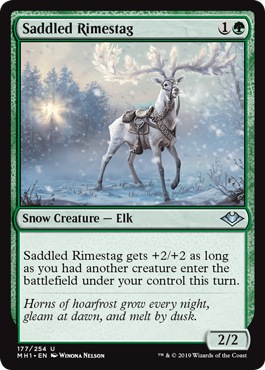 Saddled Rimestag
1
Snow Creature — Elk
Saddled Rimestag gets +2/+2 as long
as you had another creature enter the
battlefield under your control this turn.
Horns of hoarfrost grow every night,
gleam at dawn, and melt by dusk.
2/2
177/254 U
MH1 • EN Winona Nelson
™ & © 2019 Wizards of the Coast